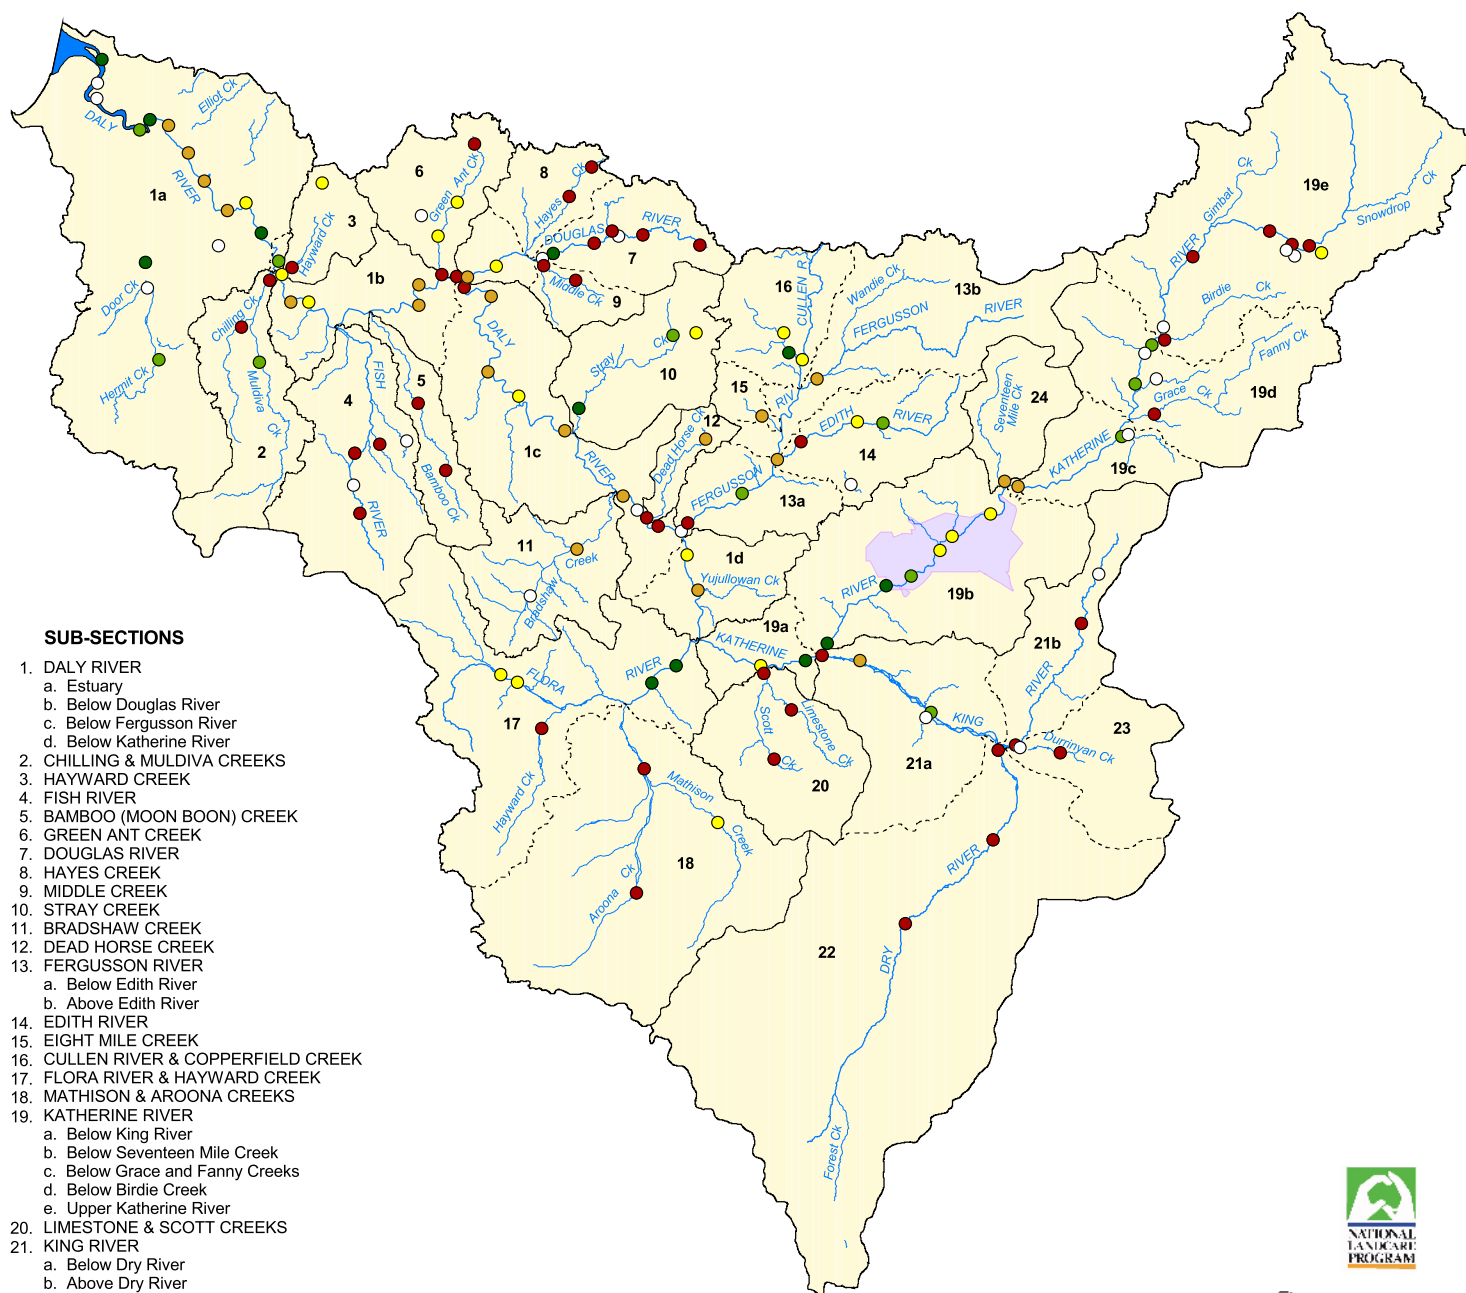 Elliot Ck
DALY
RIVER
1a
Door Ck
Hermit Ck
3
Hayward Ck
6
Green Ant Ck
8
Hayes Ck
DOUGLAS RIVER
7
Middle Ck
9
1b
Chilling Ck
Muldiva Ck
2
FISH
RIVER
4
5
Bamboo Ck
DALY
RIVER
1c
Stray Ck
10
16
CULLEN R
Wandie Ck
13b
FERGUSSON RIVER
15
RIV
12
Dead Horse Ck
EDITH RIVER
14
FERGUSSON
13a
24
Seventeen
Mile Ck
19e
Gimbat Ck
Snowdrop Ck
RIVER
Birdie Ck
Fanny Ck
Grace Ck
19d
KATHERINE
19c
11
Bradshaw Creek
1d
Yujullowan Ck
19b
RIVER
19a
KATHERINE
RIVER
FLORA
17
Hayward Ck
Scott Ck
Limestone Ck
20
KING
21a
RIVER
21b
23
Durrinyan Ck
Mathison Creek
18
Aroona Ck
22
DRY RIVER
Forest Ck
SUB-SECTIONS
1. DALY RIVER
a. Estuary
b. Below Douglas River
c. Below Fergusson River
d. Below Katherine River
2. CHILLING & MULDIVA CREEKS
3. HAYWARD CREEK
4. FISH RIVER
5. BAMBOO (MOON BOON) CREEK
6. GREEN ANT CREEK
7. DOUGLAS RIVER
8. HAYES CREEK
9. MIDDLE CREEK
10. STRAY CREEK
11. BRADSHAW CREEK
12. DEAD HORSE CREEK
13. FERGUSSON RIVER
a. Below Edith River
b. Above Edith River
14. EDITH RIVER
15. EIGHT MILE CREEK
16. CULLEN RIVER & COPPERFIELD CREEK
17. FLORA RIVER & HAYWARD CREEK
18. MATHISON & AROONA CREEKS
19. KATHERINE RIVER
a. Below King River
b. Below Seventeen Mile Creek
c. Below Grace and Fanny Creeks
d. Below Birdie Creek
e. Upper Katherine River
20. LIMESTONE & SCOTT CREEKS
21. KING RIVER
a. Below Dry River
b. Above Dry River
NATIONAL
LANDCARE
PROGRAM